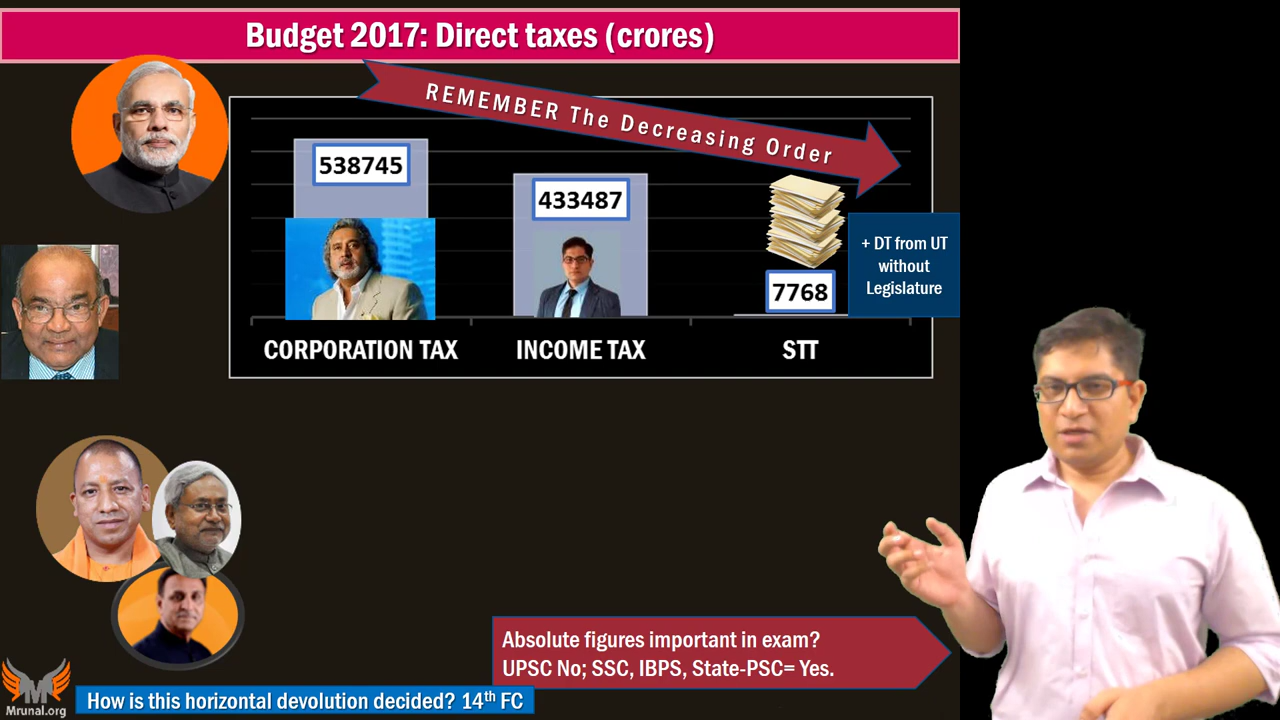 Budget 2017: Direct taxes (crores)
REMEMBER The Decreasing Order
538745
433487
7768
+ DT from UT
without
Legislature
CORPORATION TAX
INCOME TAX
STT
Absolute figures important in exam?
UPSC No; SSC, IBPS, State-PSC= Yes.
How is this horizontal devolution decided? 14th FC
Mrunal.org